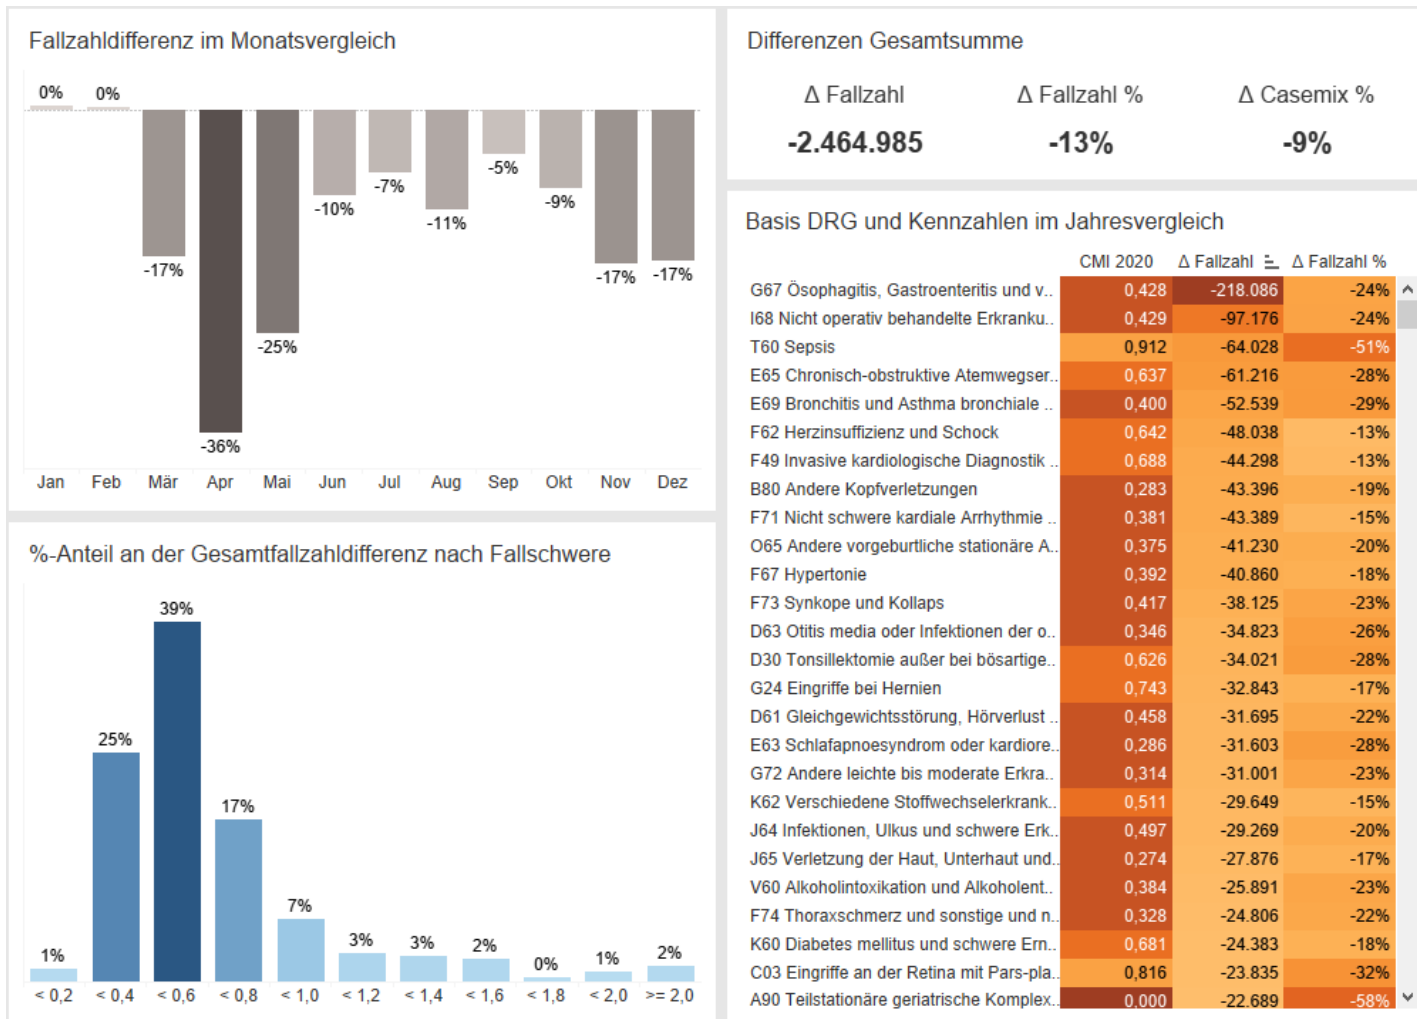 Fallzahldifferenz im Monatsvergleich
0% 0%
-17%
-36%
-25%
-10%
-7%
-11%
-5%
-9%
-17%
-17%
Jan Feb Mär Apr Mai Jun Jul Aug Sep Okt Nov Dez
%-Anteil an der Gesamtfallzahldifferenz nach Fallschwere
1%
25%
39%
17%
7%
3%
3%
2%
0%
1%
2%
< 0,2 < 0,4 < 0,6 < 0,8 < 1,0 < 1,2 < 1,4 < 1,6 < 1,8 < 2,0 >= 2,0
Differenzen Gesamtsumme
Δ Fallzahl Δ Fallzahl % Δ Casemix %
-2.464.985 -13% -9%
Basis DRG und Kennzahlen im Jahresvergleich
CMI 2020 Δ Fallzahl Δ Fallzahl %
G67 Ösophagitis, Gastroenteritis und v.. 0,428 -218.086 -24%
I68 Nicht operativ behandelte Erkranku.. 0,429 -97.176 -24%
T60 Sepsis 0,912 -64.028 -51%
E65 Chronisch-obstruktive Atemwegser.. 0,637 -61.216 -28%
E69 Bronchitis und Asthma bronchiale .. 0,400 -52.539 -29%
F62 Herzinsuffizienz und Schock 0,642 -48.038 -13%
F49 Invasive kardiologische Diagnostik .. 0,688 -44.298 -13%
B80 Andere Kopfverletzungen 0,283 -43.396 -19%
F71 Nicht schwere kardiale Arrhythmie .. 0,381 -43.389 -15%
O65 Andere vorgeburtliche stationäre A.. 0,375 -41.230 -20%
F67 Hypertonie 0,392 -40.860 -18%
F73 Synkope und Kollaps 0,417 -38.125 -23%
D63 Otitis media oder Infektionen der o.. 0,346 -34.823 -26%
D30 Tonsillektomie außer bei bösartige.. 0,626 -34.021 -28%
G24 Eingriffe bei Hernien 0,743 -32.843 -17%
D61 Gleichgewichtsstörung, Hörverlust .. 0,458 -31.695 -22%
E63 Schlafapnoesyndrom oder kardiore.. 0,286 -31.603 -28%
G72 Andere leichte bis moderate Erkra.. 0,314 -31.001 -23%
K62 Verschiedene Stoffwechselerkrank.. 0,511 -29.649 -15%
J64 Infektionen, Ulkus und schwere Erk.. 0,497 -29.269 -20%
J65 Verletzung der Haut, Unterhaut und.. 0,274 -27.876 -17%
V60 Alkoholintoxikation und Alkoholent.. 0,384 -25.891 -23%
F74 Thoraxschmerz und sonstige und n.. 0,328 -24.806 -22%
K60 Diabetes mellitus und schwere Ern.. 0,681 -24.383 -18%
C03 Eingriffe an der Retina mit Pars-pla.. 0,816 -23.835 -32%
A90 Teilstationäre geriatrische Komplex.. 0,000 -22.689 -58%